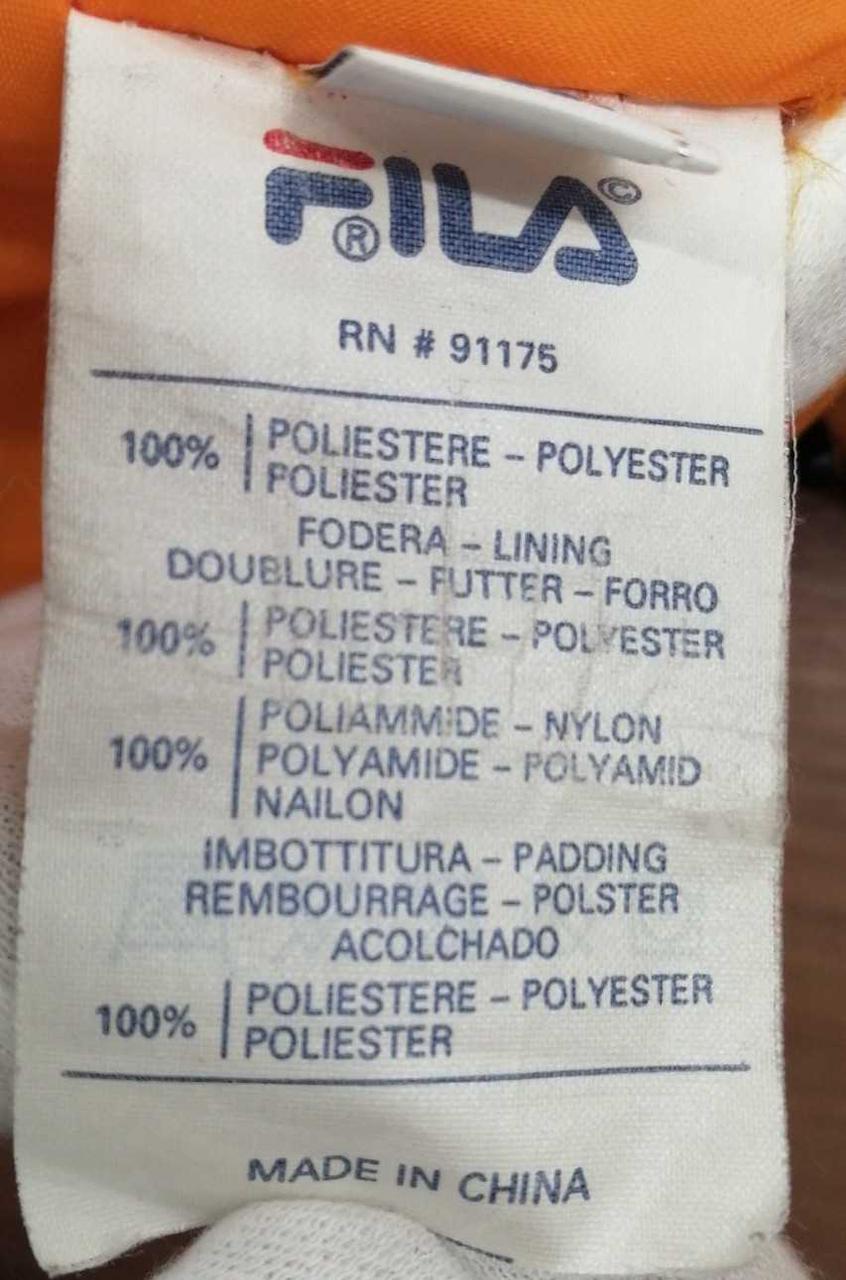 FILA
®
©
RN # 91175
100% POLIESTERE – POLYESTER
POLIESTER
FODERA – LINING
DOUBLURE – FUTTER – FORRO
100% POLIESTERE – POLYESTER
POLIESTER
POLIAMMIDE – NYLON
100% POLYAMIDE – POLYAMID
NAILON
IMBOTTITURA – PADDING
REMBOURRAGE – POLSTER
ACOLCHADO
100% POLIESTERE – POLYESTER
POLIESTER
MADE IN CHINA